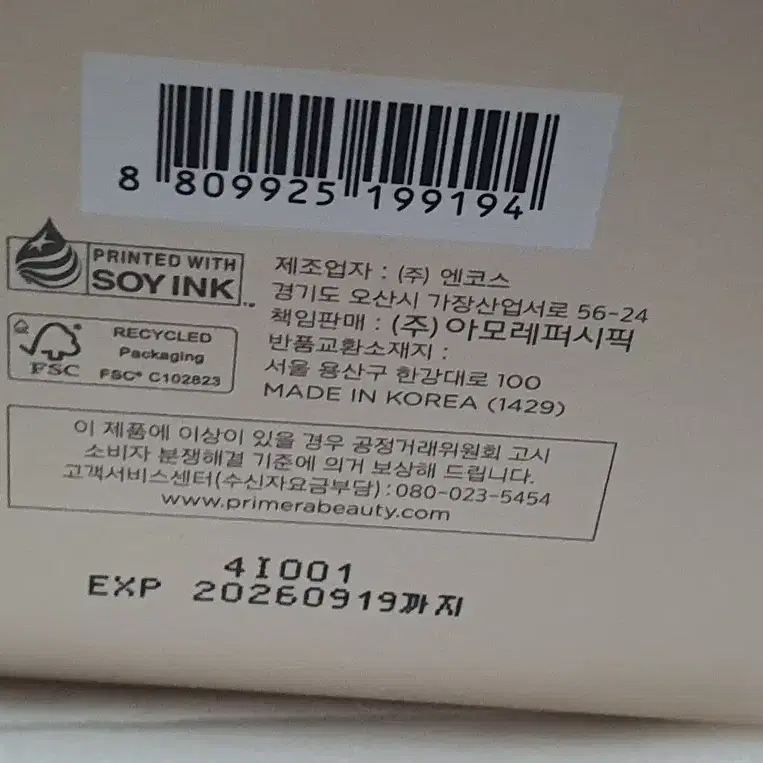 8 809925 199194
PRINTED WITH
SOY INK
RECYCLED
Packaging
FSC
FSC® C102823
제조업자 : (주) 엔코스
경기도 오산시 가장산업서로 56-24
책임판매 : (주)아모레퍼시픽
반품교환소재지 :
서울 용산구 한강대로 100
MADE IN KOREA (1429)
이 제품에 이상이 있을 경우 공정거래위원회 고시
소비자 분쟁해결 기준에 의거 보상해 드립니다.
고객서비스센터(수신자요금부담) : 080-023-5454
www.primerabeauty.com
4I001
EXP 20260919까지